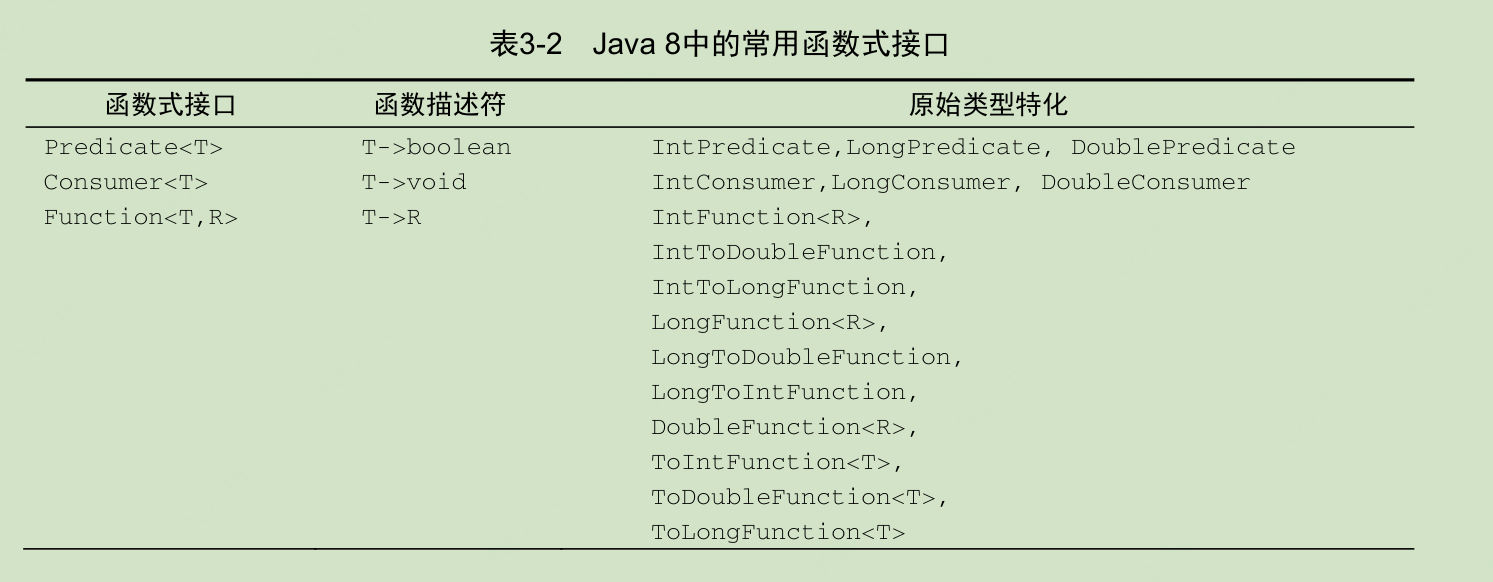 表3-2 Java 8中的常用函数式接口
函数式接口 函数描述符 原始类型特化
Predicate<T> T->boolean IntPredicate,LongPredicate, DoublePredicate
Consumer<T> T->void IntConsumer,LongConsumer, DoubleConsumer
Function<T,R> T->R IntFunction<R>,
IntToDoubleFunction,
IntToLongFunction,
LongFunction<R>,
LongToDoubleFunction,
LongToIntFunction,
DoubleFunction<R>,
ToIntFunction<T>,
ToDoubleFunction<T>,
ToLongFunction<T>